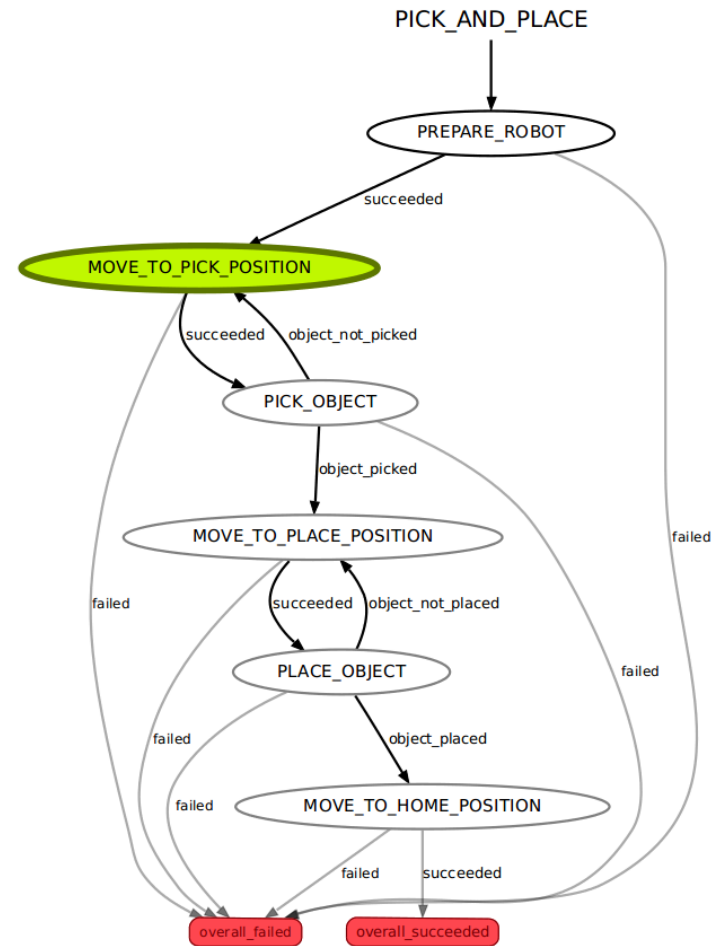 PICK_AND_PLACE
PREPARE_ROBOT
succeeded
MOVE_TO_PICK_POSITION
succeeded
object_not_picked
PICK_OBJECT
object_picked
MOVE_TO_PLACE_POSITION
failed
failed
succeeded
object_not_placed
PLACE_OBJECT
failed
failed
object_placed
failed
MOVE_TO_HOME_POSITION
failed
succeeded
overall_failed
overall_succeeded